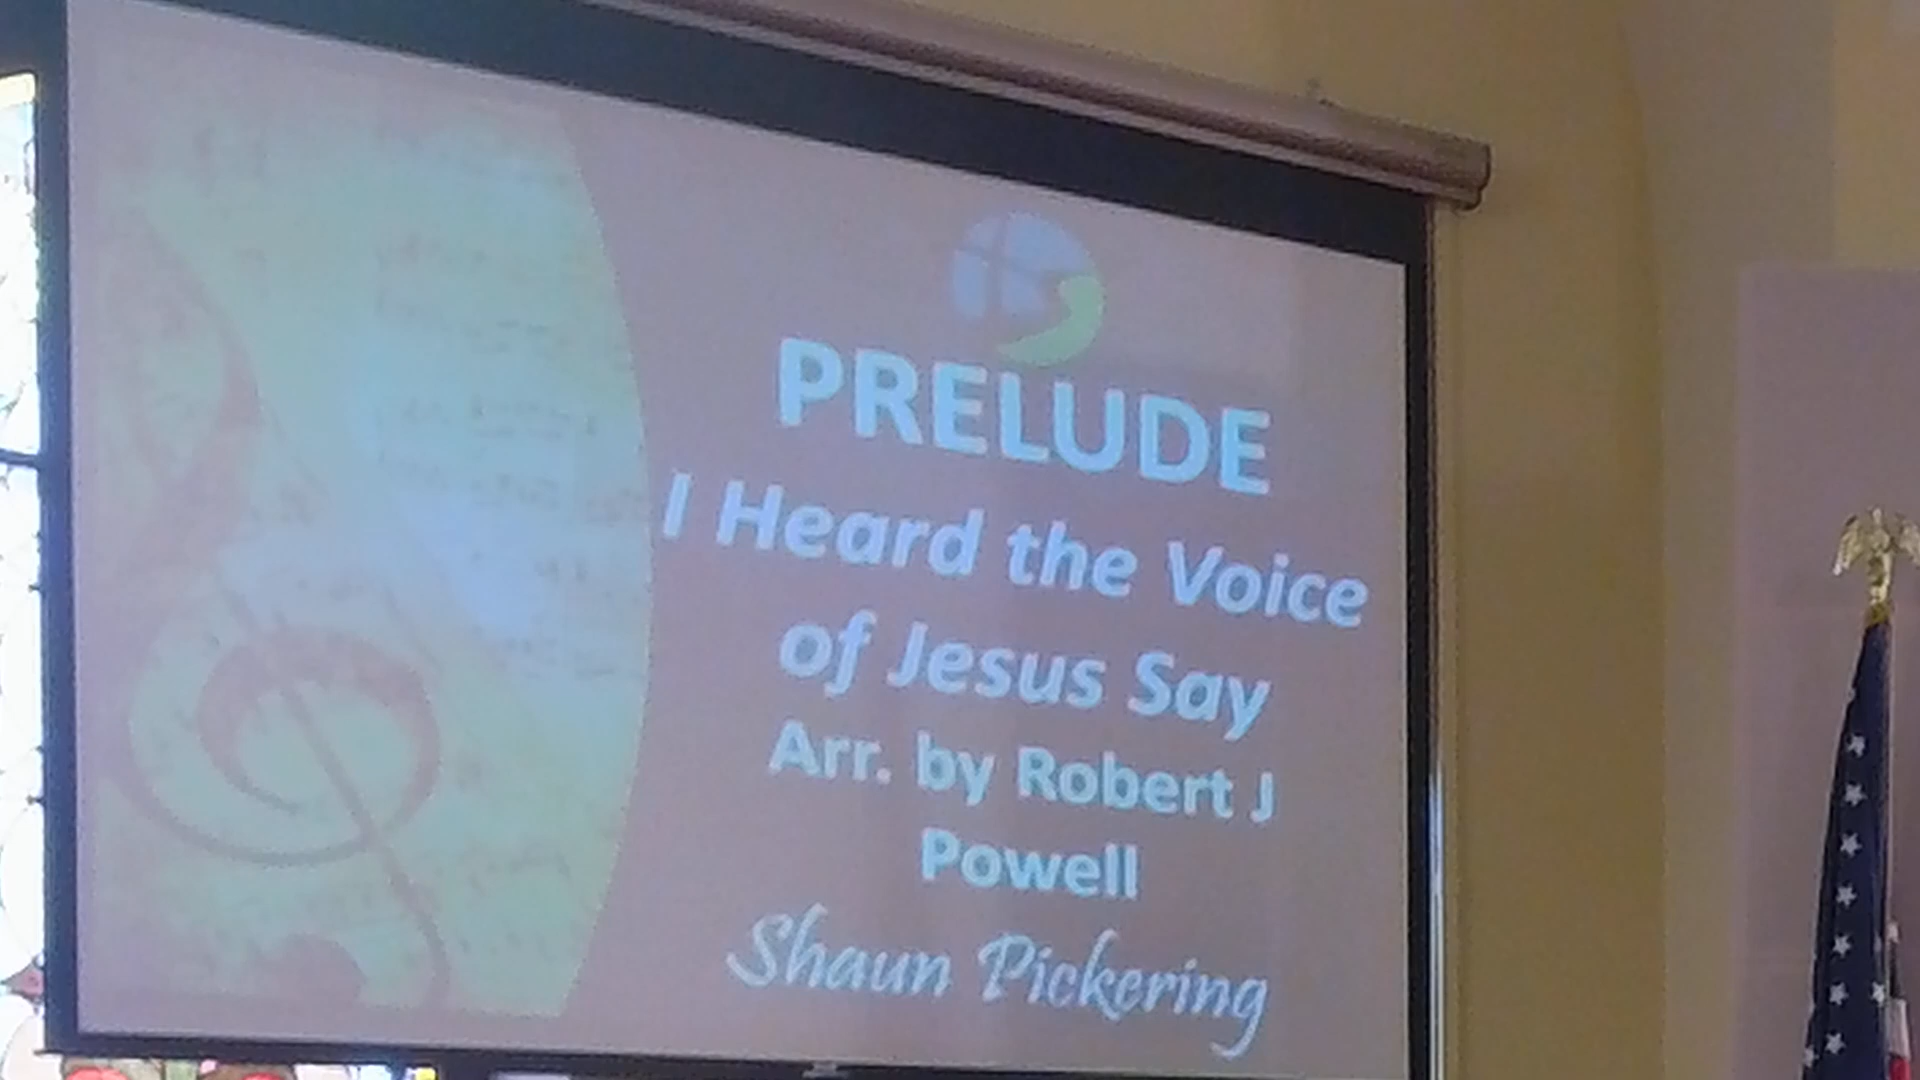 PRELUDE
I Heard the Voice
of Jesus Say
Arr. by Robert J
Powell
Shaun Pickering